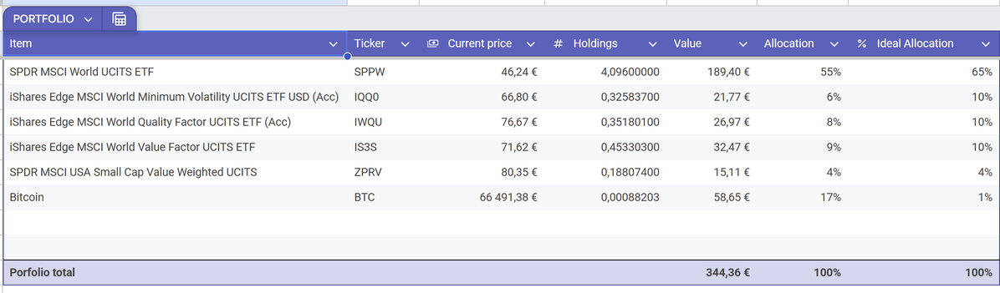 PORTFOLIO
Item Ticker Current price # Holdings Value Allocation % Ideal Allocation
SPDR MSCI World UCITS ETF SPPW 46,24 € 4,09600000 189,40 € 55% 65%
iShares Edge MSCI World Minimum Volatility UCITS ETF USD (Acc) IQQ0 66,80 € 0,32583700 21,77 € 6% 10%
iShares Edge MSCI World Quality Factor UCITS ETF (Acc) IWQU 76,67 € 0,35180100 26,97 € 8% 10%
iShares Edge MSCI World Value Factor UCITS ETF IS3S 71,62 € 0,45330300 32,47 € 9% 10%
SPDR MSCI USA Small Cap Value Weighted UCITS ZPRV 80,35 € 0,18807400 15,11 € 4% 4%
Bitcoin BTC 66 491,38 € 0,00088203 58,65 € 17% 1%
Porfolio total 344,36 € 100% 100%